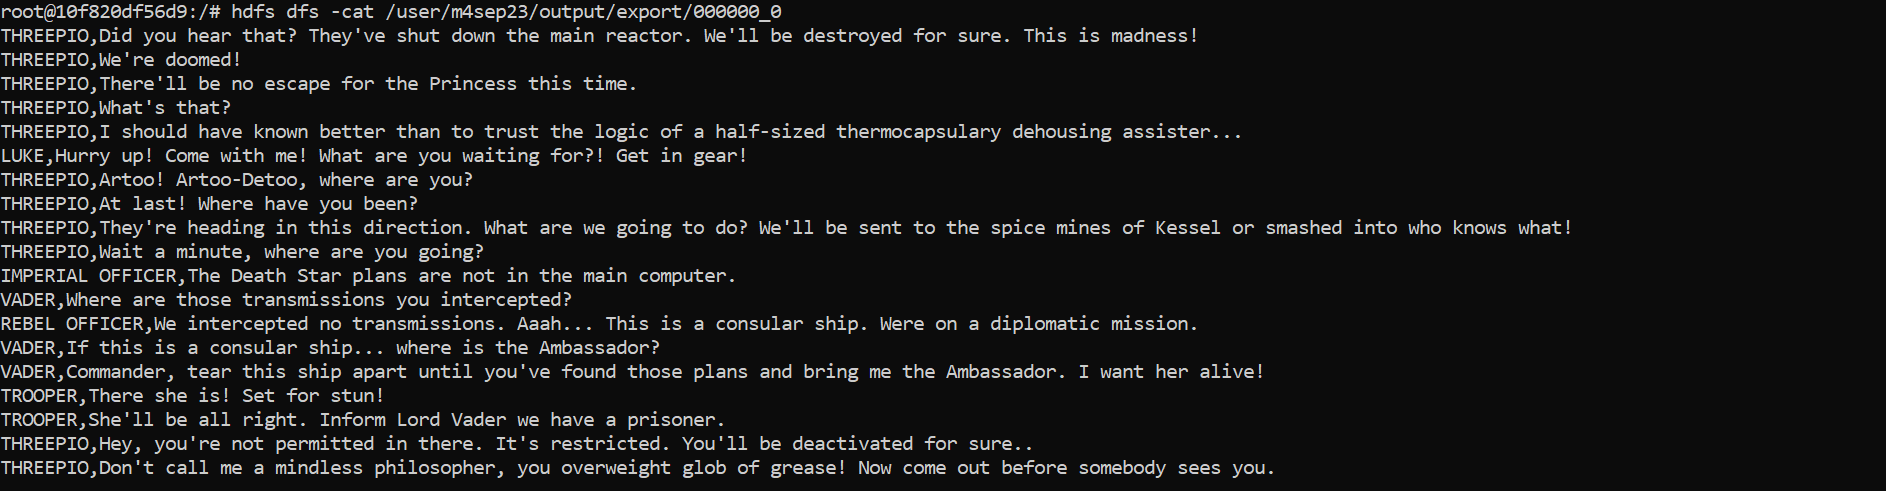 root@10f820df56d9:/# hdfs dfs -cat /user/m4sep23/output/export/000000_0
THREEPIO,Did you hear that? They've shut down the main reactor. We'll be destroyed for sure. This is madness!
THREEPIO,We're doomed!
THREEPIO,There'll be no escape for the Princess this time.
THREEPIO,What's that?
THREEPIO,I should have known better than to trust the logic of a half-sized thermocapsulary dehousing assister...
LUKE,Hurry up! Come with me! What are you waiting for?! Get in gear!
THREEPIO,Artoo! Artoo-Detoo, where are you?
THREEPIO,At last! Where have you been?
THREEPIO,They're heading in this direction. What are we going to do? We'll be sent to the spice mines of Kessel or smashed into who knows what!
THREEPIO,Wait a minute, where are you going?
IMPERIAL OFFICER,The Death Star plans are not in the main computer.
VADER,Where are those transmissions you intercepted?
REBEL OFFICER,We intercepted no transmissions. Aaah... This is a consular ship. Were on a diplomatic mission.
VADER,If this is a consular ship... where is the Ambassador?
VADER,Commander, tear this ship apart until you've found those plans and bring me the Ambassador. I want her alive!
TROOPER,There she is! Set for stun!
TROOPER,She'll be all right. Inform Lord Vader we have a prisoner.
THREEPIO,Hey, you're not permitted in there. It's restricted. You'll be deactivated for sure..
THREEPIO,Don't call me a mindless philosopher, you overweight glob of grease! Now come out before somebody sees you.